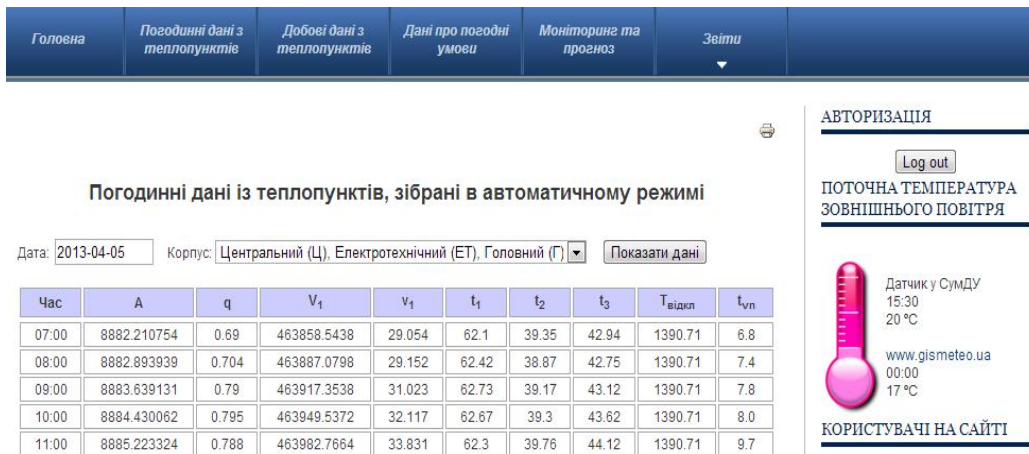 Головна
Погодинні дані з
теплопунктів
Добові дані з
теплопунктів
Дані про погодні
умови
Моніторинг та
прогноз
Звіти
Погодинні дані із теплопунктів, зібрані в автоматичному режимі
Дата: 2013-04-05 Корпус: Центральний (Ц), Електротехнічний (ЕТ), Головний (Г) Показати дані
Час A q V₁ v₁ t₁ t₂ t₃ Tвідкл tvn
07:00 8882.210754 0.69 463858.5438 29.054 62.1 39.35 42.94 1390.71 6.8
08:00 8882.893939 0.704 463887.0798 29.152 62.42 38.87 42.75 1390.71 7.4
09:00 8883.639131 0.79 463917.3538 31.023 62.73 39.17 43.12 1390.71 7.8
10:00 8884.430062 0.795 463949.5372 32.117 62.67 39.3 43.62 1390.71 8.0
11:00 8885.223324 0.788 463982.7664 33.831 62.3 39.76 44.12 1390.71 9.7
АВТОРИЗАЦІЯ
Log out
ПОТОЧНА ТЕМПЕРАТУРА
ЗОВНІШНЬОГО ПОВІТРЯ
Датчик у СумДУ
15:30
20 ºC
www.gismeteo.ua
00:00
17 ºC
КОРИСТУВАЧІ НА САЙТІ